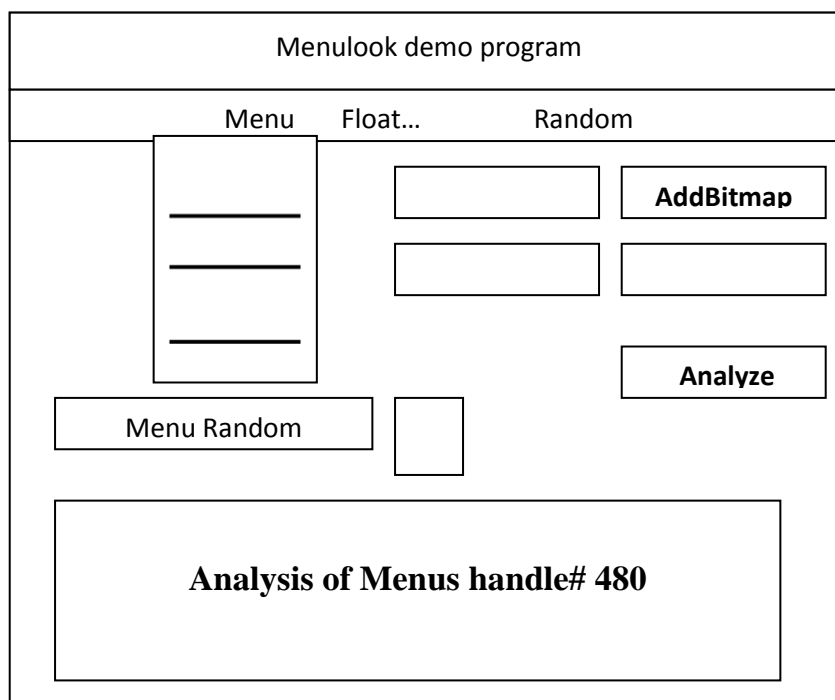 Menulook demo program
Menu Float... Random
AddBitmap
Analyze
Menu Random
Analysis of Menus handle# 480